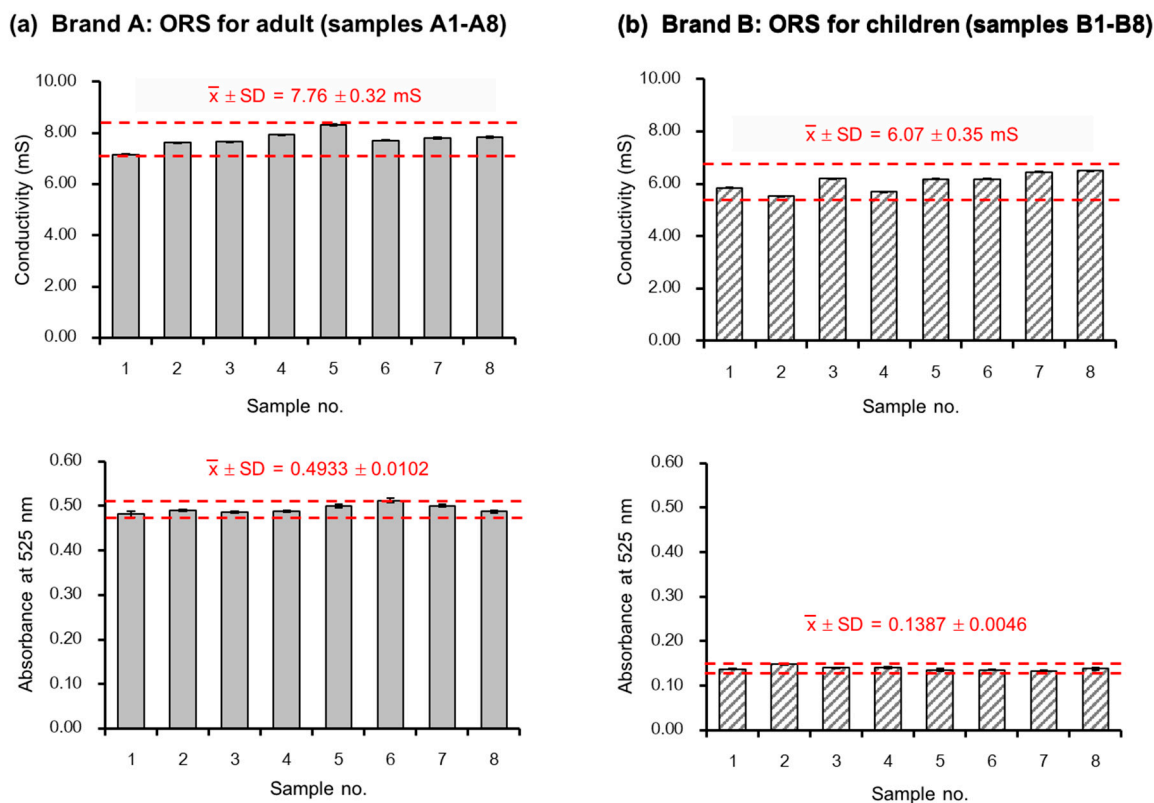 (a) Brand A: ORS for adult (samples A1-A8)
10.00
8.00
6.00
4.00
2.00
0.00
Conductivity (mS)
x̅ ± SD = 7.76 ± 0.32 mS
1 2 3 4 5 6 7 8
Sample no.
(b) Brand B: ORS for children (samples B1-B8)
10.00
8.00
6.00
4.00
2.00
0.00
Conductivity (mS)
x̅ ± SD = 6.07 ± 0.35 mS
1 2 3 4 5 6 7 8
Sample no.
0.60
0.50
0.40
0.30
0.20
0.10
0.00
Absorbance at 525 nm
x̅ ± SD = 0.4933 ± 0.0102
1 2 3 4 5 6 7 8
Sample no.
0.60
0.50
0.40
0.30
0.20
0.10
0.00
Absorbance at 525 nm
x̅ ± SD = 0.1387 ± 0.0046
1 2 3 4 5 6 7 8
Sample no.